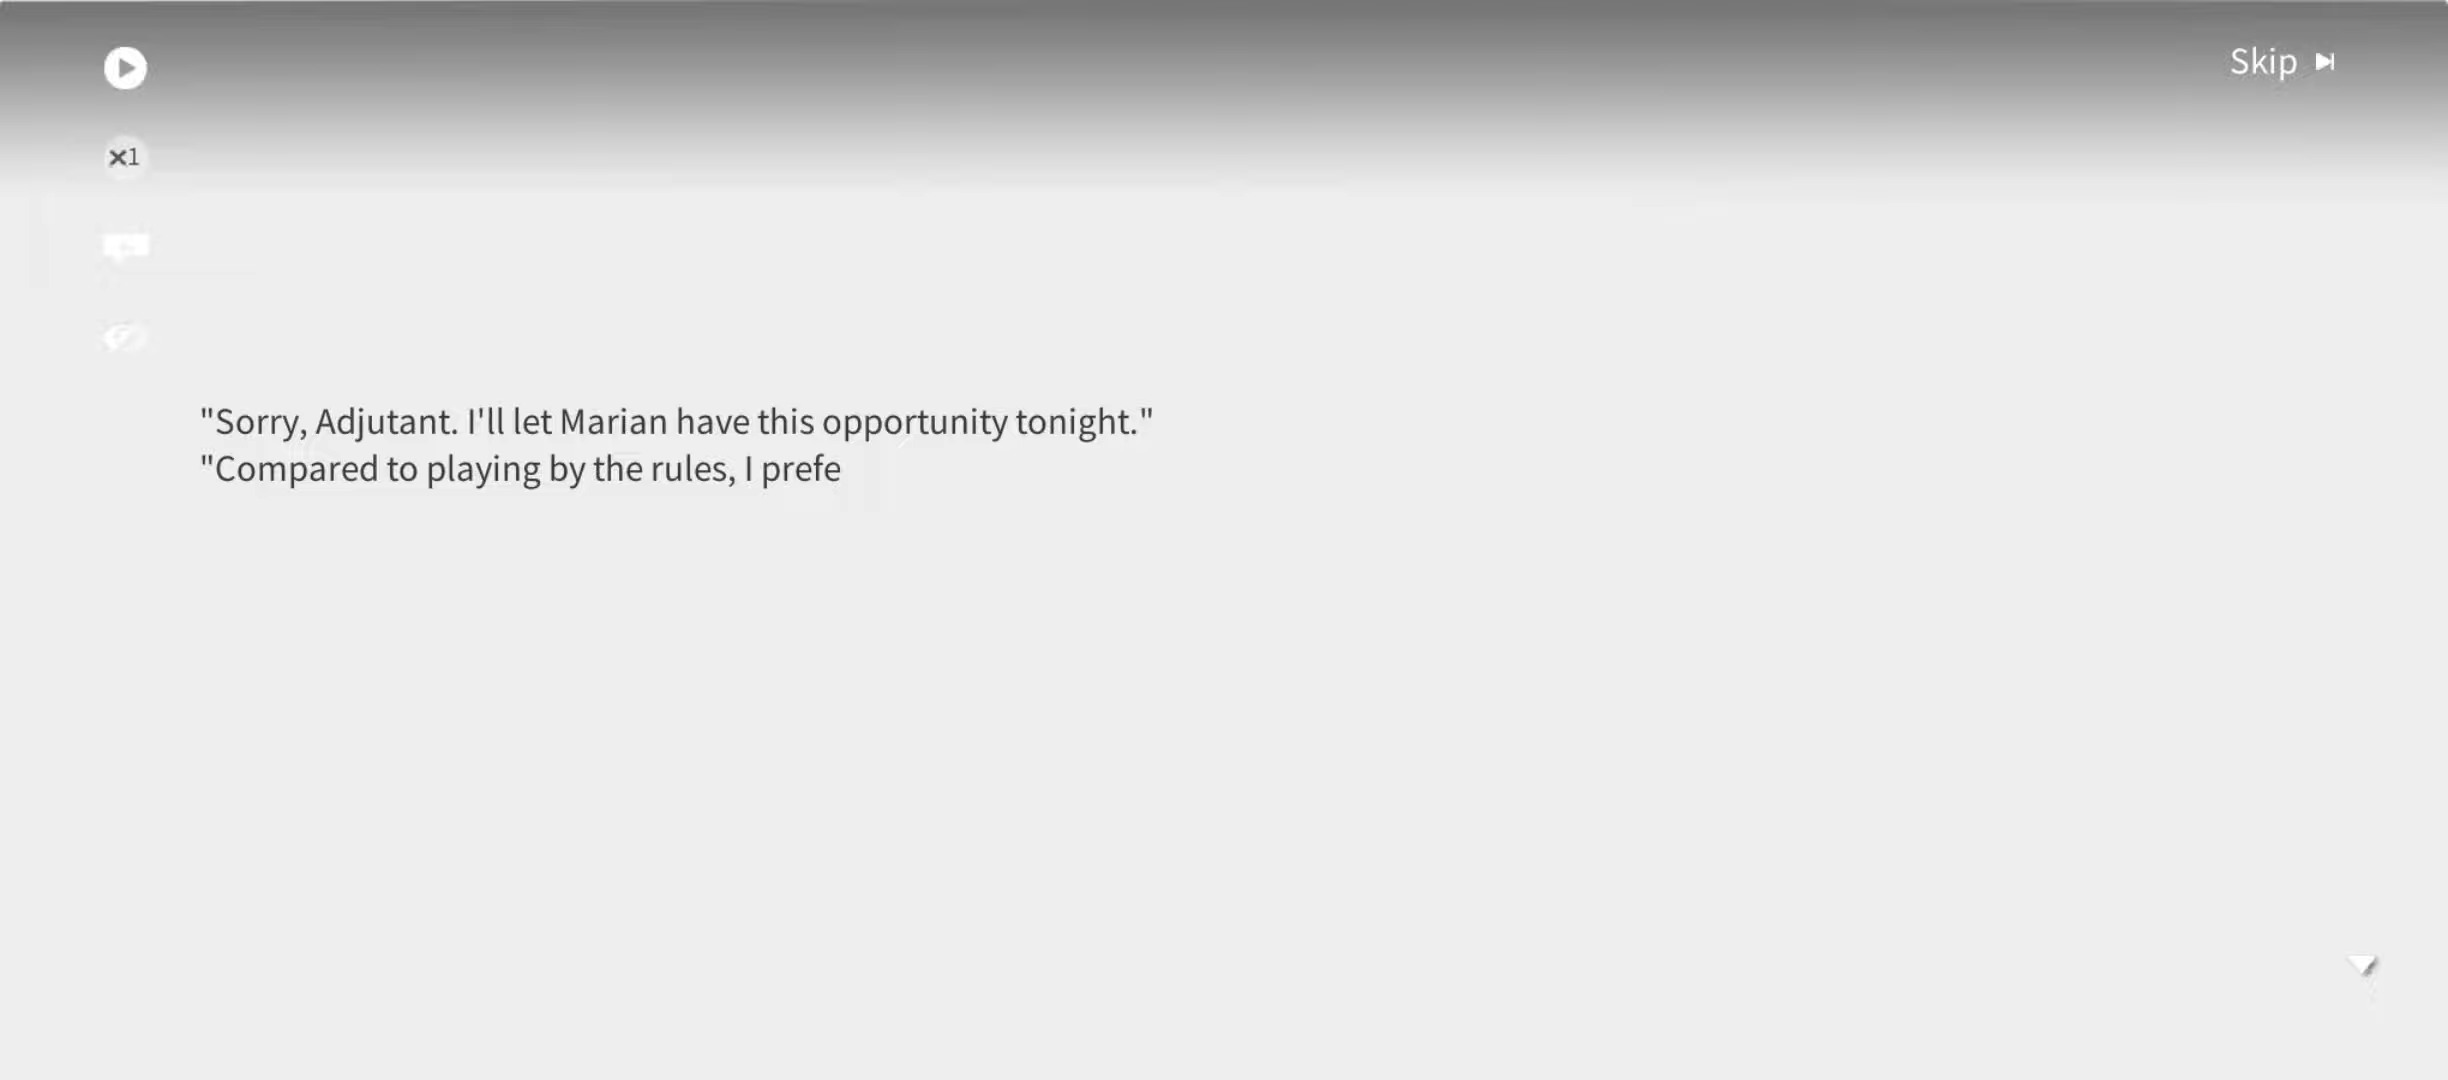 Skip
×1
"Sorry, Adjutant. I'll let Marian have this opportunity tonight."
"Compared to playing by the rules, I prefe